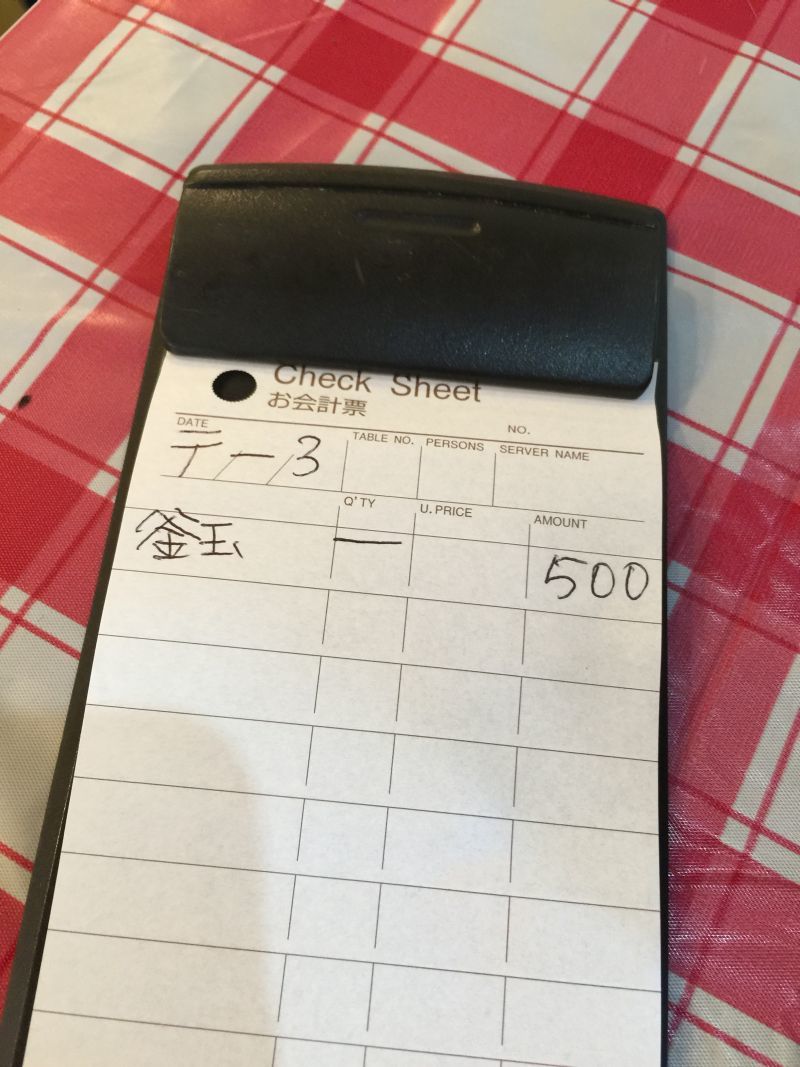 Check Sheet
お会計票
NO.
DATE TABLE NO. PERSONS SERVER NAME
テー3
Q'TY U. PRICE AMOUNT
釜玉 一 500